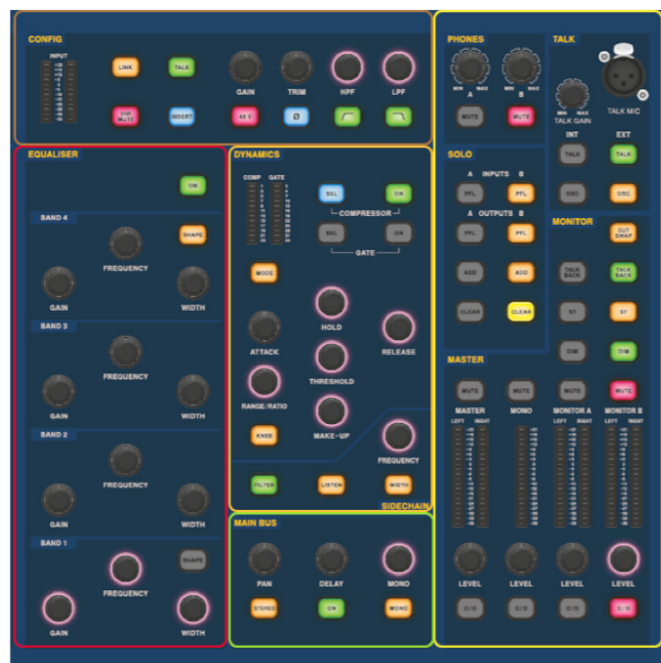 CONFIG
INPUT
LINK
TALK
GAIN
TRIM
HPF
LPF
DIR
MUTE
INSERT
48 V
Ø
PHONES
MIN MAX
MIN MAX
A
B
MUTE
MUTE
TALK
MIN MAX
TALK GAIN
TALK MIC
INT
EXT
TALK
TALK
OSC
OSC
EQUALISER
ON
BAND 4
SHAPE
FREQUENCY
GAIN
WIDTH
BAND 3
FREQUENCY
GAIN
WIDTH
BAND 2
FREQUENCY
GAIN
WIDTH
BAND 1
SHAPE
FREQUENCY
GAIN
WIDTH
DYNAMICS
COMP GATE
SEL
ON
COMPRESSOR
SEL
ON
GATE
MODE
HOLD
ATTACK
RELEASE
THRESHOLD
RANGE/RATIO
MAKE-UP
KNEE
FREQUENCY
FILTER
LISTEN
WIDTH
SIDECHAIN
MAIN BUS
PAN
DELAY
MONO
STEREO
ON
MONO
SOLO
A INPUTS B
PFL
PFL
A OUTPUTS B
PFL
PFL
ADD
ADD
CLEAR
CLEAR
MONITOR
CUT
SWAP
TALK
BACK
TALK
BACK
ST
ST
DIM
DIM
MASTER
MUTE
MUTE
MUTE
MUTE
MASTER
MONO
MONITOR A
MONITOR B
LEFT RIGHT
LEFT RIGHT
LEFT RIGHT
LEVEL
LEVEL
LEVEL
LEVEL
C/O
C/O
C/O
C/O